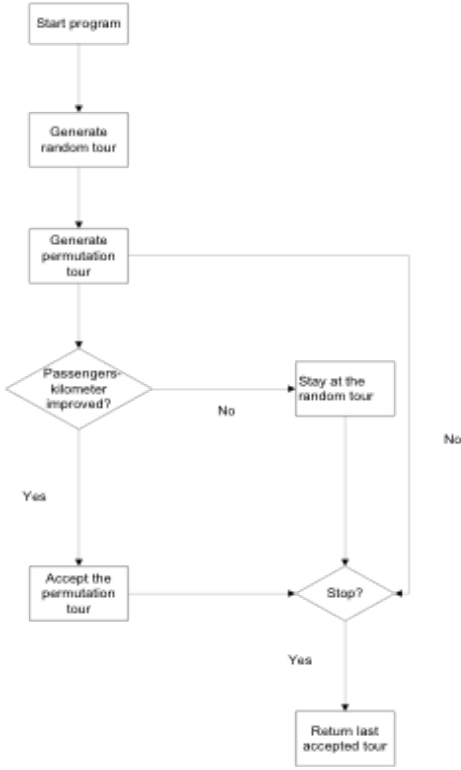 Start program
Generate
random tour
Generate
permutation
tour
Passengers-
kilometer
improved?
Stay at the
random tour
No
No
Yes
Accept the
permutation
tour
Stop?
Yes
Return last
accepted tour